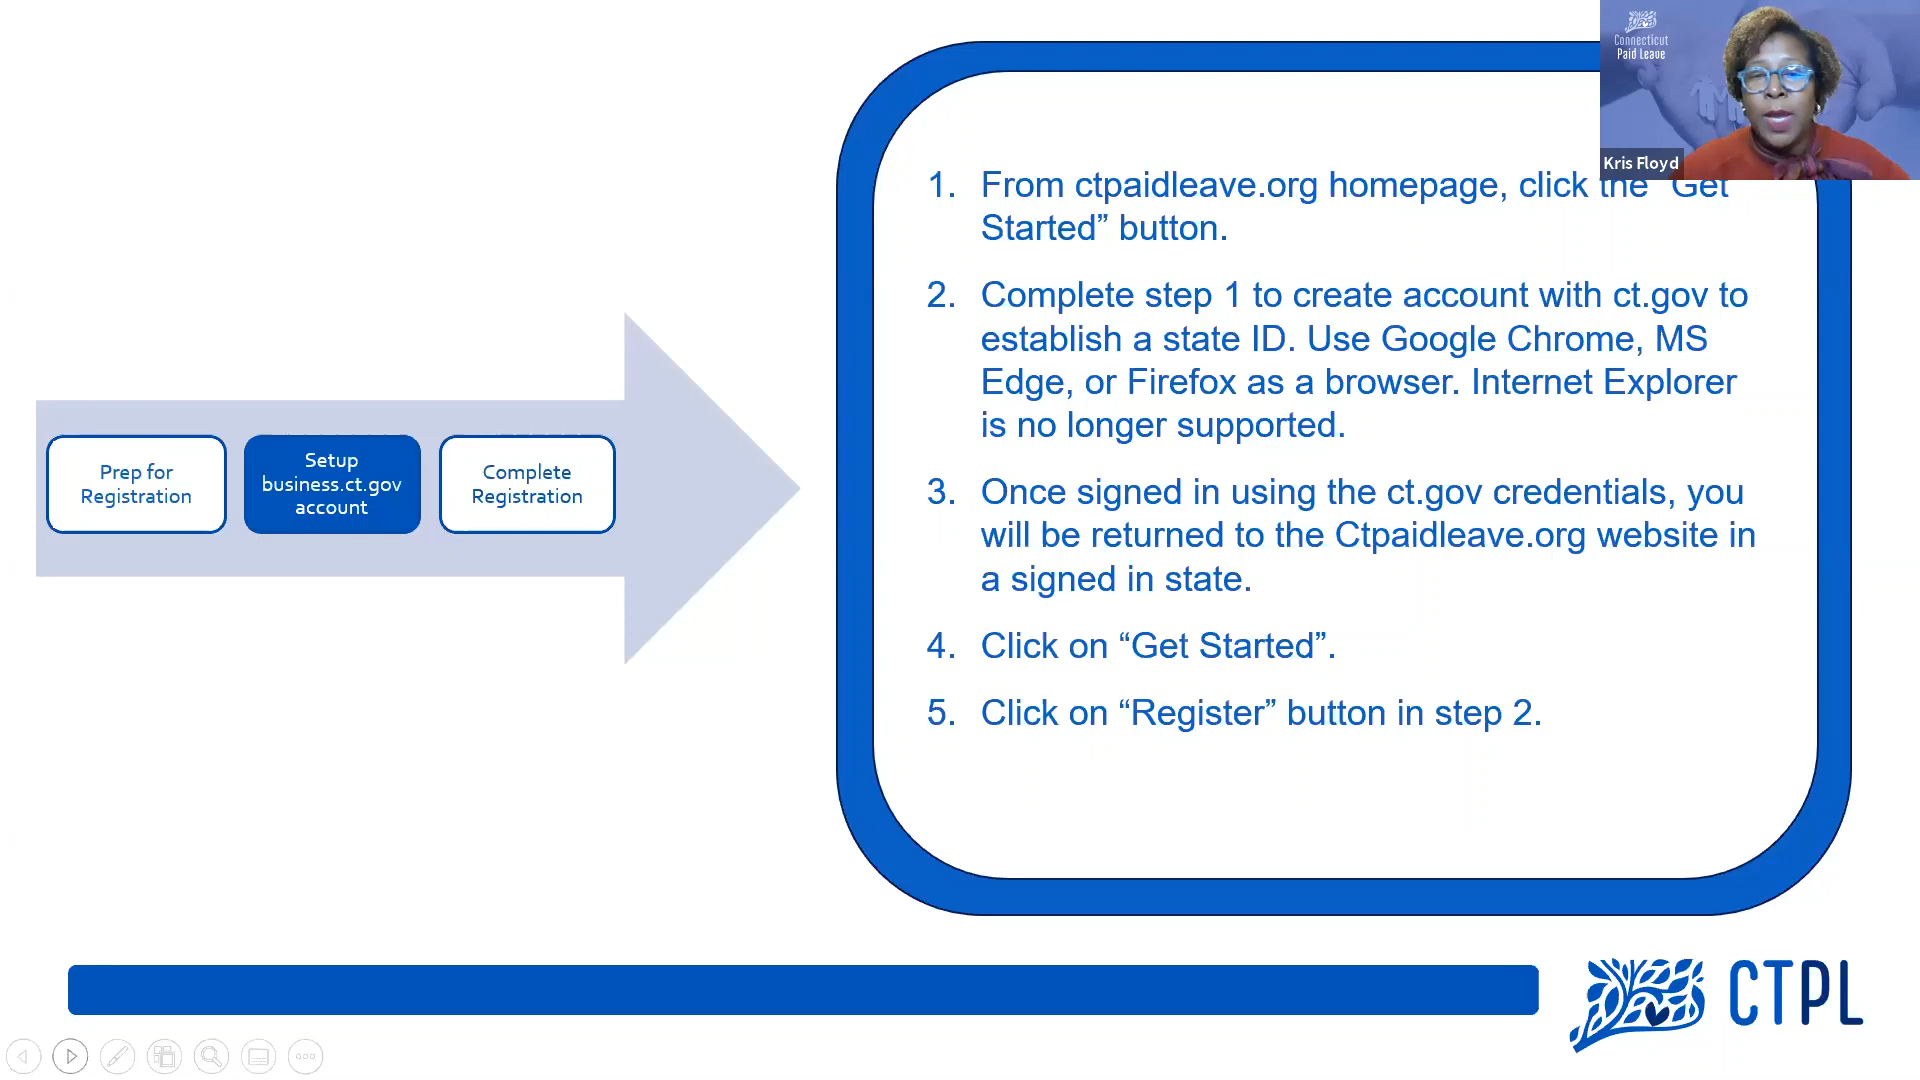 Connecticut
Paid Leave
Kris Floyd
1. From ctpaidleave.org homepage, click the “Get
Started” button.
2. Complete step 1 to create account with ct.gov to
establish a state ID. Use Google Chrome, MS
Edge, or Firefox as a browser. Internet Explorer
is no longer supported.
3. Once signed in using the ct.gov credentials, you
will be returned to the Ctpaidleave.org website in
a signed in state.
4. Click on “Get Started”.
5. Click on “Register” button in step 2.
Prep for
Registration
Setup
business.ct.gov
account
Complete
Registration
CTPL